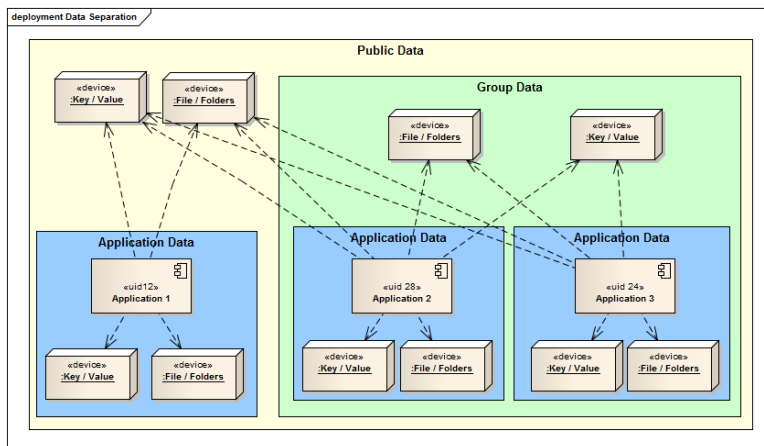 deployment Data Separation
Public Data
«device»
:Key / Value
«device»
:File / Folders
Group Data
«device»
:File / Folders
«device»
:Key / Value
Application Data
«uid12»
Application 1
«device»
:Key / Value
«device»
:File / Folders
Application Data
«uid 28»
Application 2
«device»
:Key / Value
«device»
:File / Folders
Application Data
«uid 24»
Application 3
«device»
:Key / Value
«device»
:File / Folders